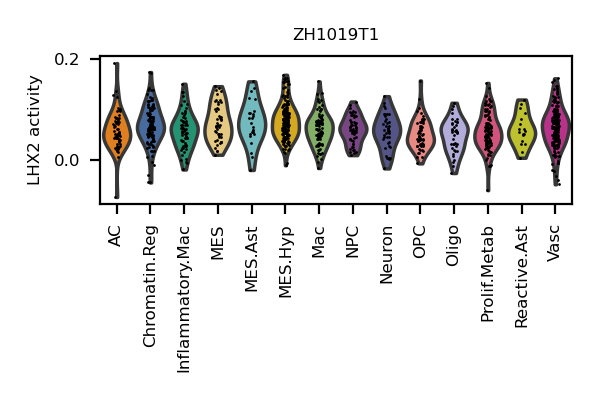 ZH1019T1
LHX2 activity
0.2
0.0
AC
Chromatin.Reg
Inflammatory.Mac
MES
MES.Ast
MES.Hyp
Mac
NPC
Neuron
OPC
Oligo
Prolif.Metab
Reactive.Ast
Vasc